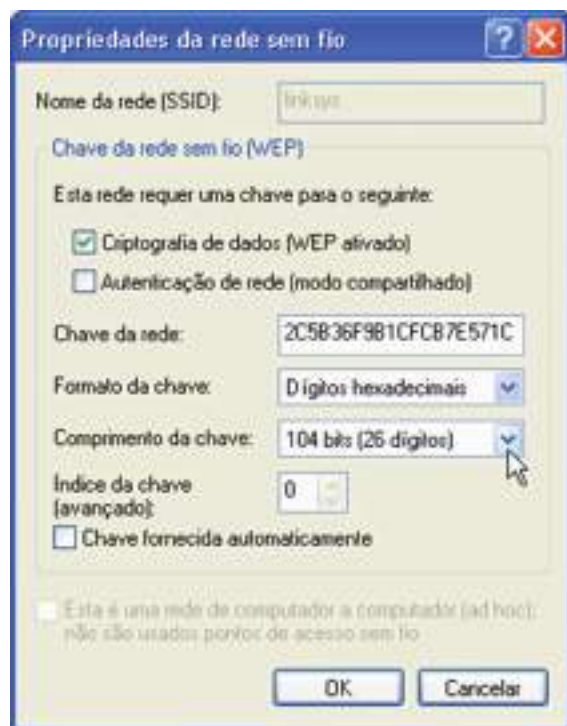 Propriedades da rede sem fio
Nome da rede (SSID): linksys
Chave da rede sem fio (WEP)
Esta rede requer uma chave para o seguinte:
Criptografia de dados (WEP ativado)
Autenticação de rede (modo compartilhado)
Chave da rede: 2C5B36F9B1CFCB7E571C
Formato da chave: Dígitos hexadecimais
Comprimento da chave: 104 bits (26 dígitos)
Índice da chave
(avançado): 0
Chave fornecida automaticamente
Esta é uma rede de computador a computador (ad hoc);
não são usados pontos de acesso sem fio
OK Cancelar